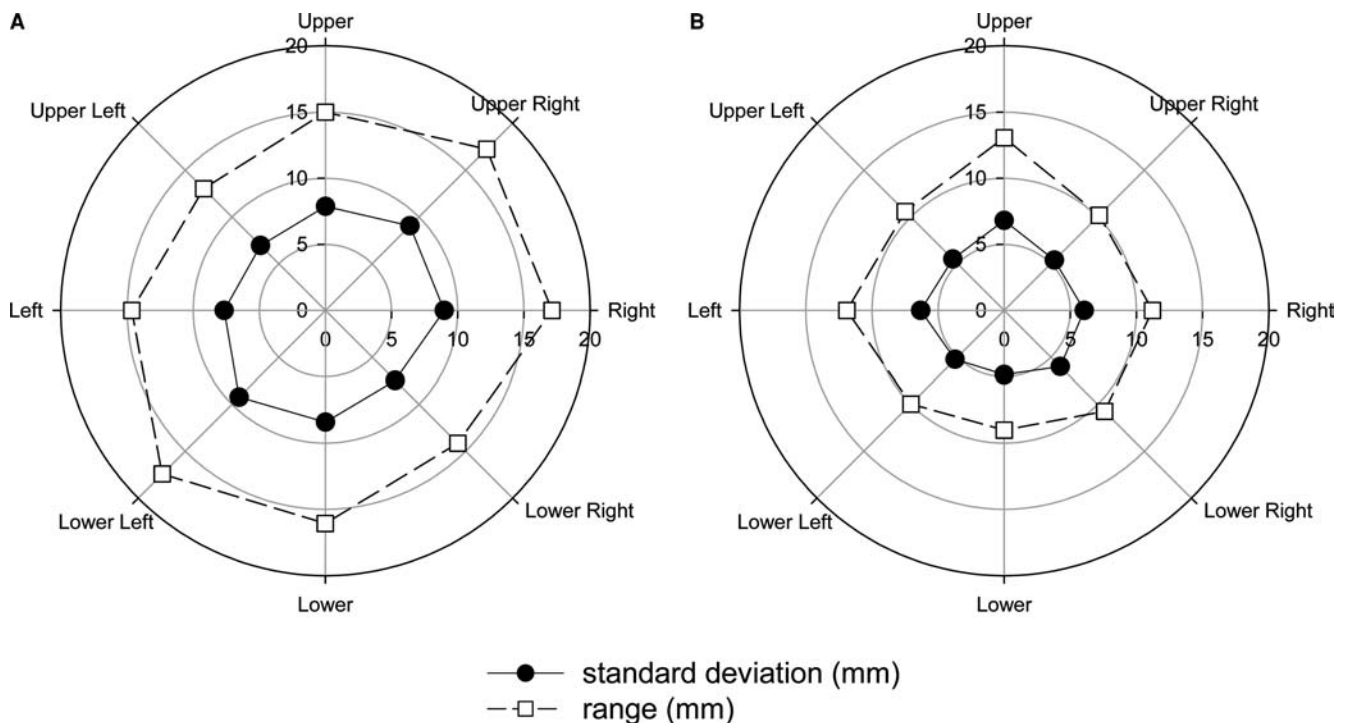 A
Upper
20
Upper Left
Upper Right
15
10
5
Left
0
Right
0 5 10 15 20
Lower Left
Lower Right
Lower
B
Upper
20
Upper Left
Upper Right
15
10
5
Left
0
Right
0 5 10 15 20
Lower Left
Lower Right
Lower
standard deviation (mm)
range (mm)